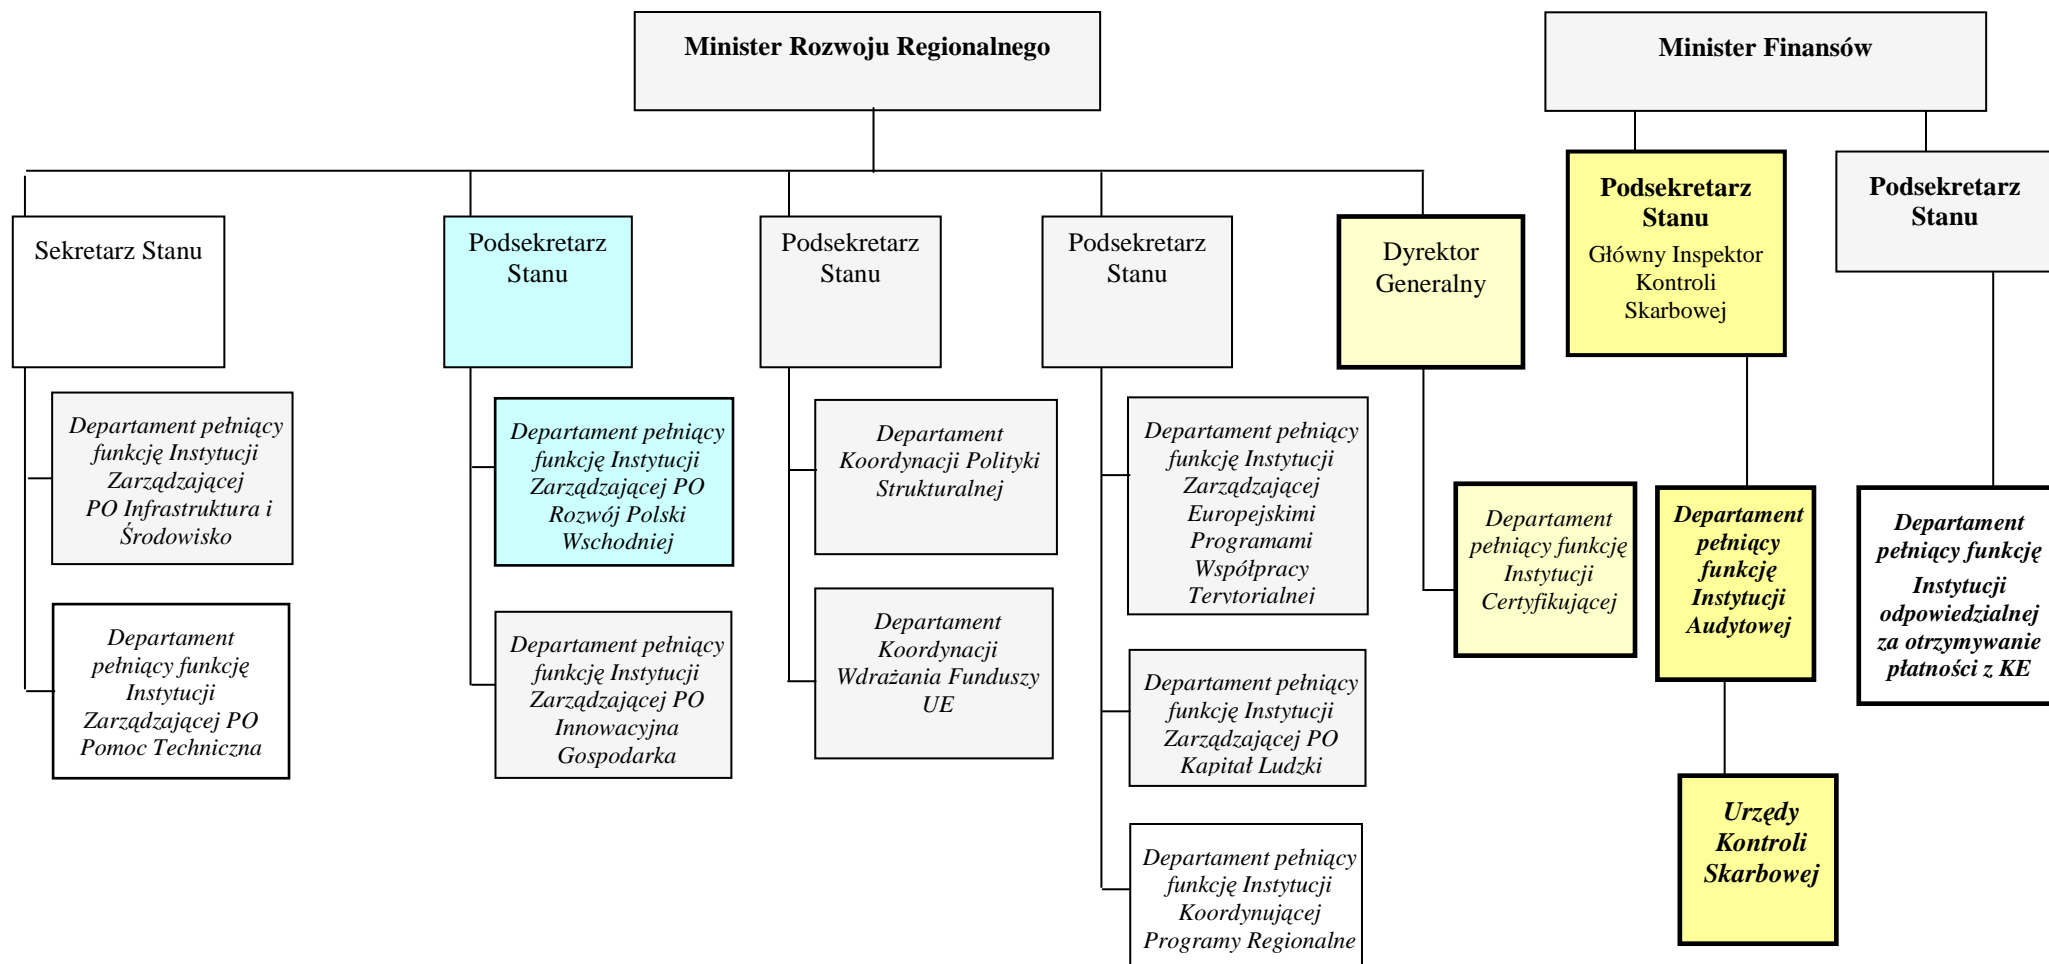 Minister Rozwoju Regionalnego
Minister Finansów
Sekretarz Stanu
Podsekretarz
Stanu
Podsekretarz
Stanu
Podsekretarz
Stanu
Dyrektor
Generalny
Podsekretarz
Stanu
Główny Inspektor
Kontroli
Skarbowej
Podsekretarz
Stanu
Departament pełniący
funkcję Instytucji
Zarządzającej
PO Infrastruktura i
Środowisko
Departament
pełniący funkcję
Instytucji
Zarządzającej PO
Pomoc Techniczna
Departament pełniący
funkcję Instytucji
Zarządzającej PO
Rozwój Polski
Wschodniej
Departament pełniący
funkcję Instytucji
Zarządzającej PO
Innowacyjna
Gospodarka
Departament
Koordynacji Polityki
Strukturalnej
Departament
Koordynacji
Wdrażania Funduszy
UE
Departament pełniący
funkcję Instytucji
Zarządzającej
Europejskimi
Programami
Współpracy
Terytorialnej
Departament pełniący
funkcję Instytucji
Zarządzającej PO
Kapitał Ludzki
Departament pełniący
funkcję Instytucji
Koordynującej
Programy Regionalne
Departament
pełniący funkcję
Instytucji
Certyfikującej
Departament
pełniący
funkcję
Instytucji
Audytowej
Urzędy
Kontroli
Skarbowej
Departament
pełniący funkcję
Instytucji
odpowiedzialnej
za otrzymywanie
płatności z KE